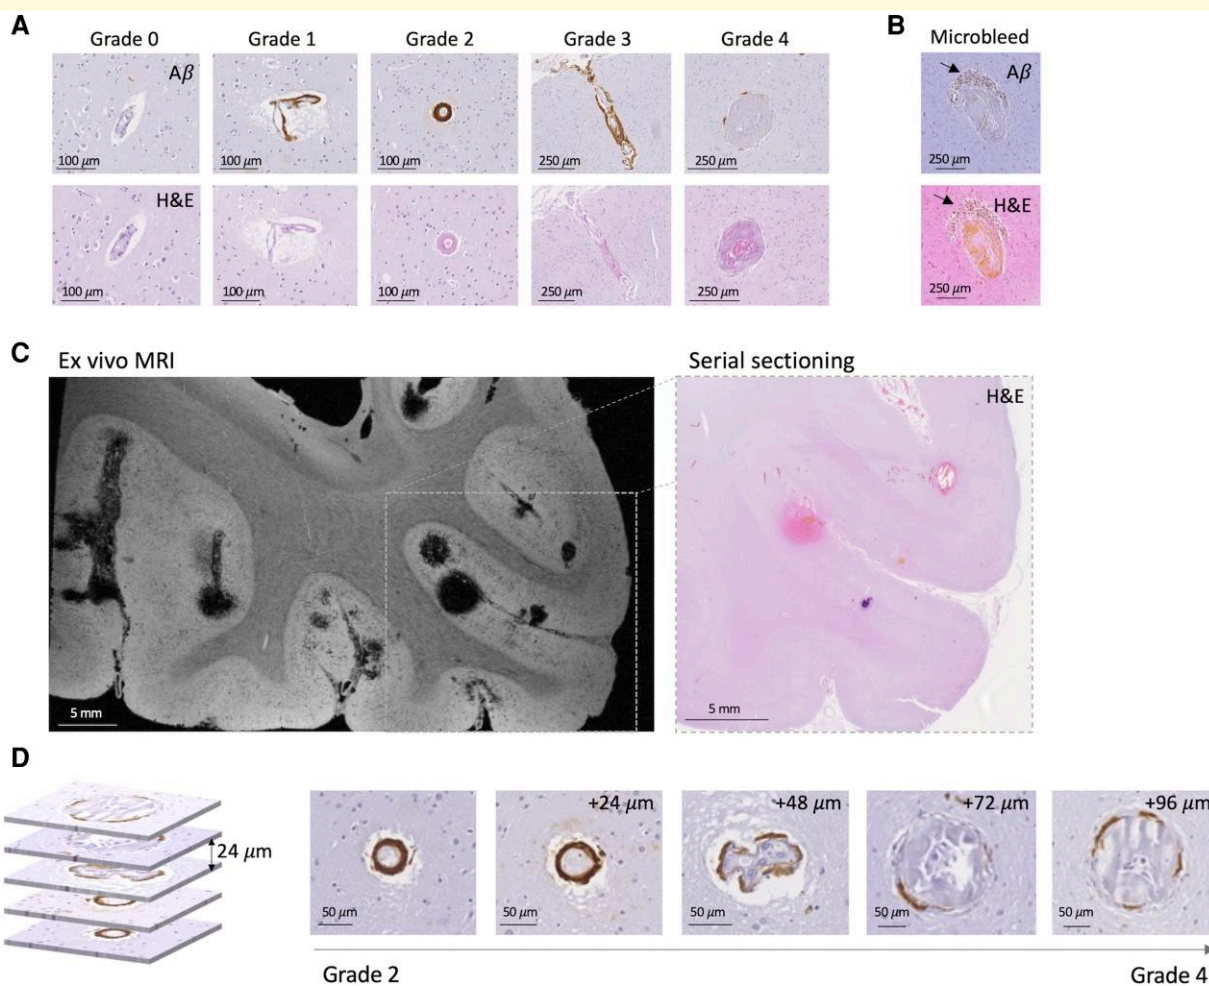 A
Grade 0
Grade 1
Grade 2
Grade 3
Grade 4
Aβ
100 μm
100 μm
100 μm
250 μm
250 μm
H&E
100 μm
100 μm
100 μm
250 μm
250 μm
B
Microbleed
Aβ
250 μm
H&E
250 μm
C
Ex vivo MRI
5 mm
Serial sectioning
H&E
5 mm
D
24 μm
50 μm
+24 μm
50 μm
+48 μm
50 μm
+72 μm
50 μm
+96 μm
50 μm
Grade 2
Grade 4